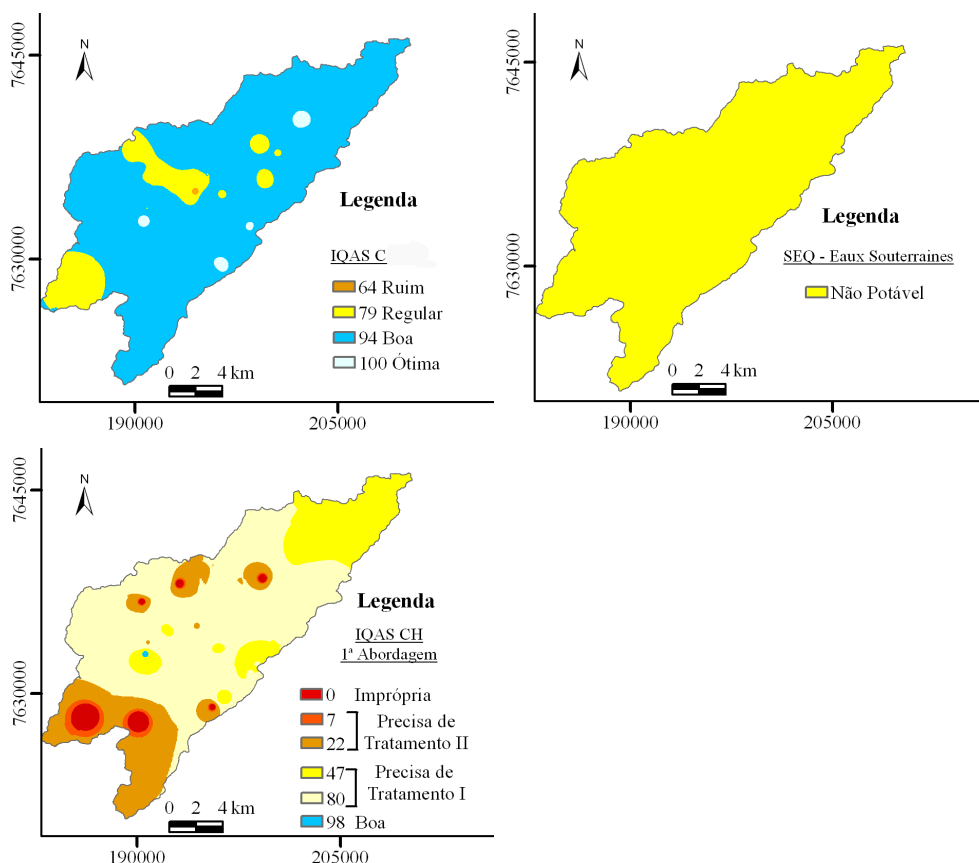 N
7645000
7630000
Legenda
IQAS C
64 Ruim
79 Regular
94 Boa
100 Ótima
0 2 4 km
190000
205000
N
7645000
7630000
Legenda
SEQ - Eaux Souterraines
Não Potável
0 2 4 km
190000
205000
N
7645000
7630000
Legenda
IQAS CH
1ª Abordagem
0 Imprópria
7 Precisa de
22 Tratamento II
47 Precisa de
80 Tratamento I
98 Boa
0 2 4 km
190000
205000